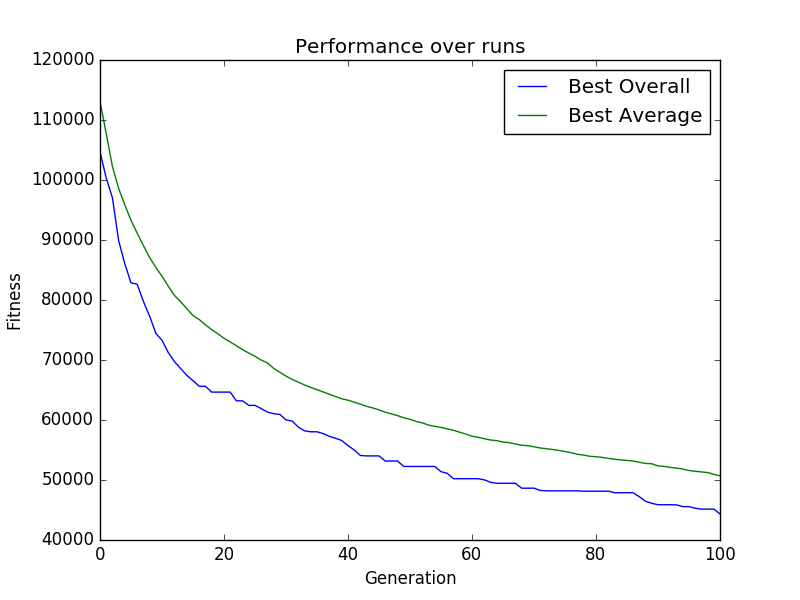 Performance over runs
120000
110000
100000
90000
80000
70000
60000
50000
40000
Fitness
Best Overall
Best Average
0 20 40 60 80 100
Generation